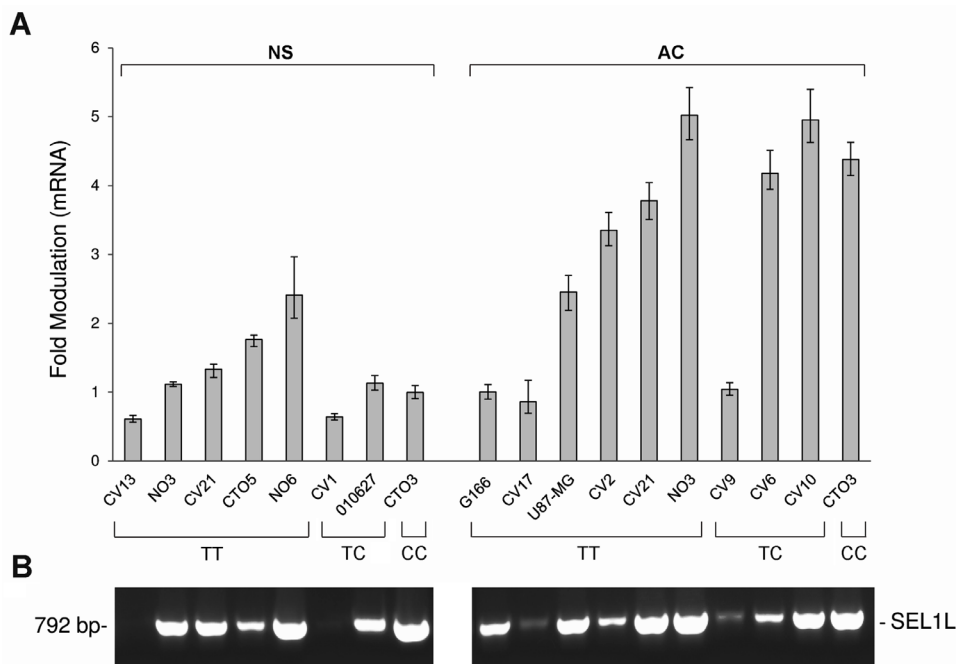 A
NS
AC
Fold Modulation (mRNA)
6
5
4
3
2
1
0
CV13 NO3 CV21 CTO5 NO6 CV1 010627 CTO3 G166 CV17 U87-MG CV2 CV21 NO3 CV9 CV6 CV10 CTO3
TT TC CC TT TC CC
B
792 bp- - SEL1L